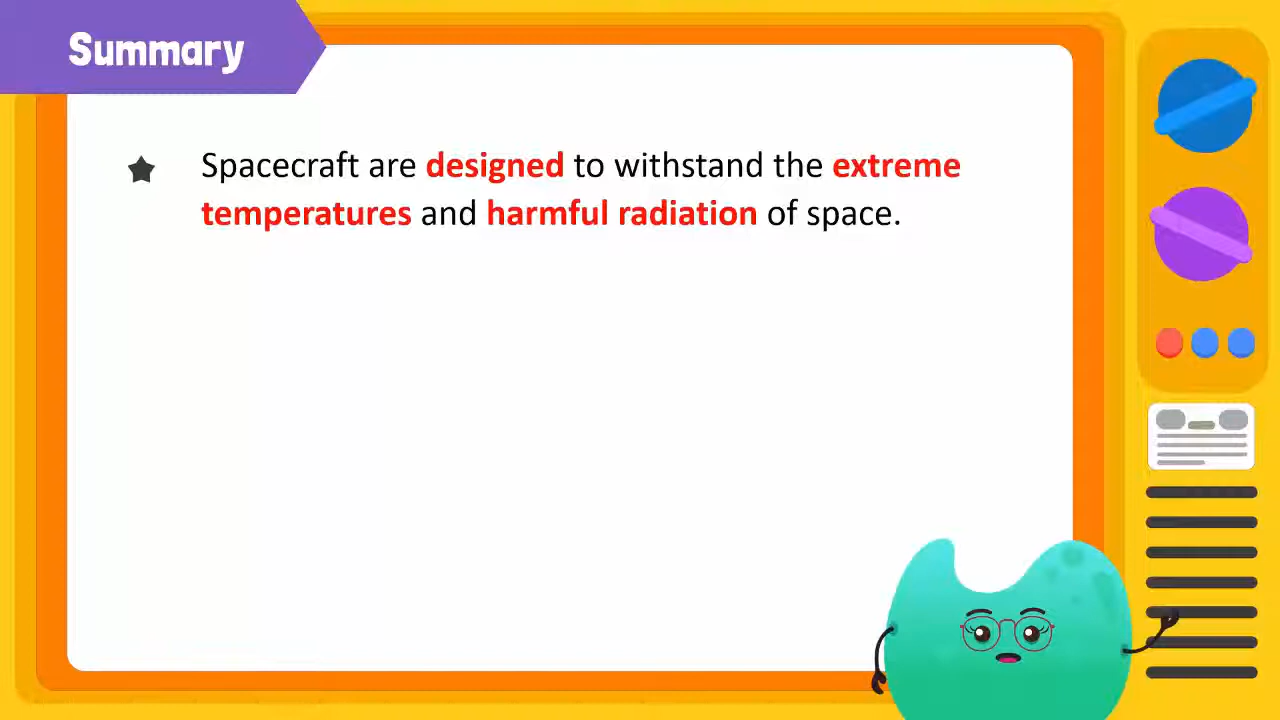 Summary
Spacecraft are designed to withstand the extreme
temperatures and harmful radiation of space.